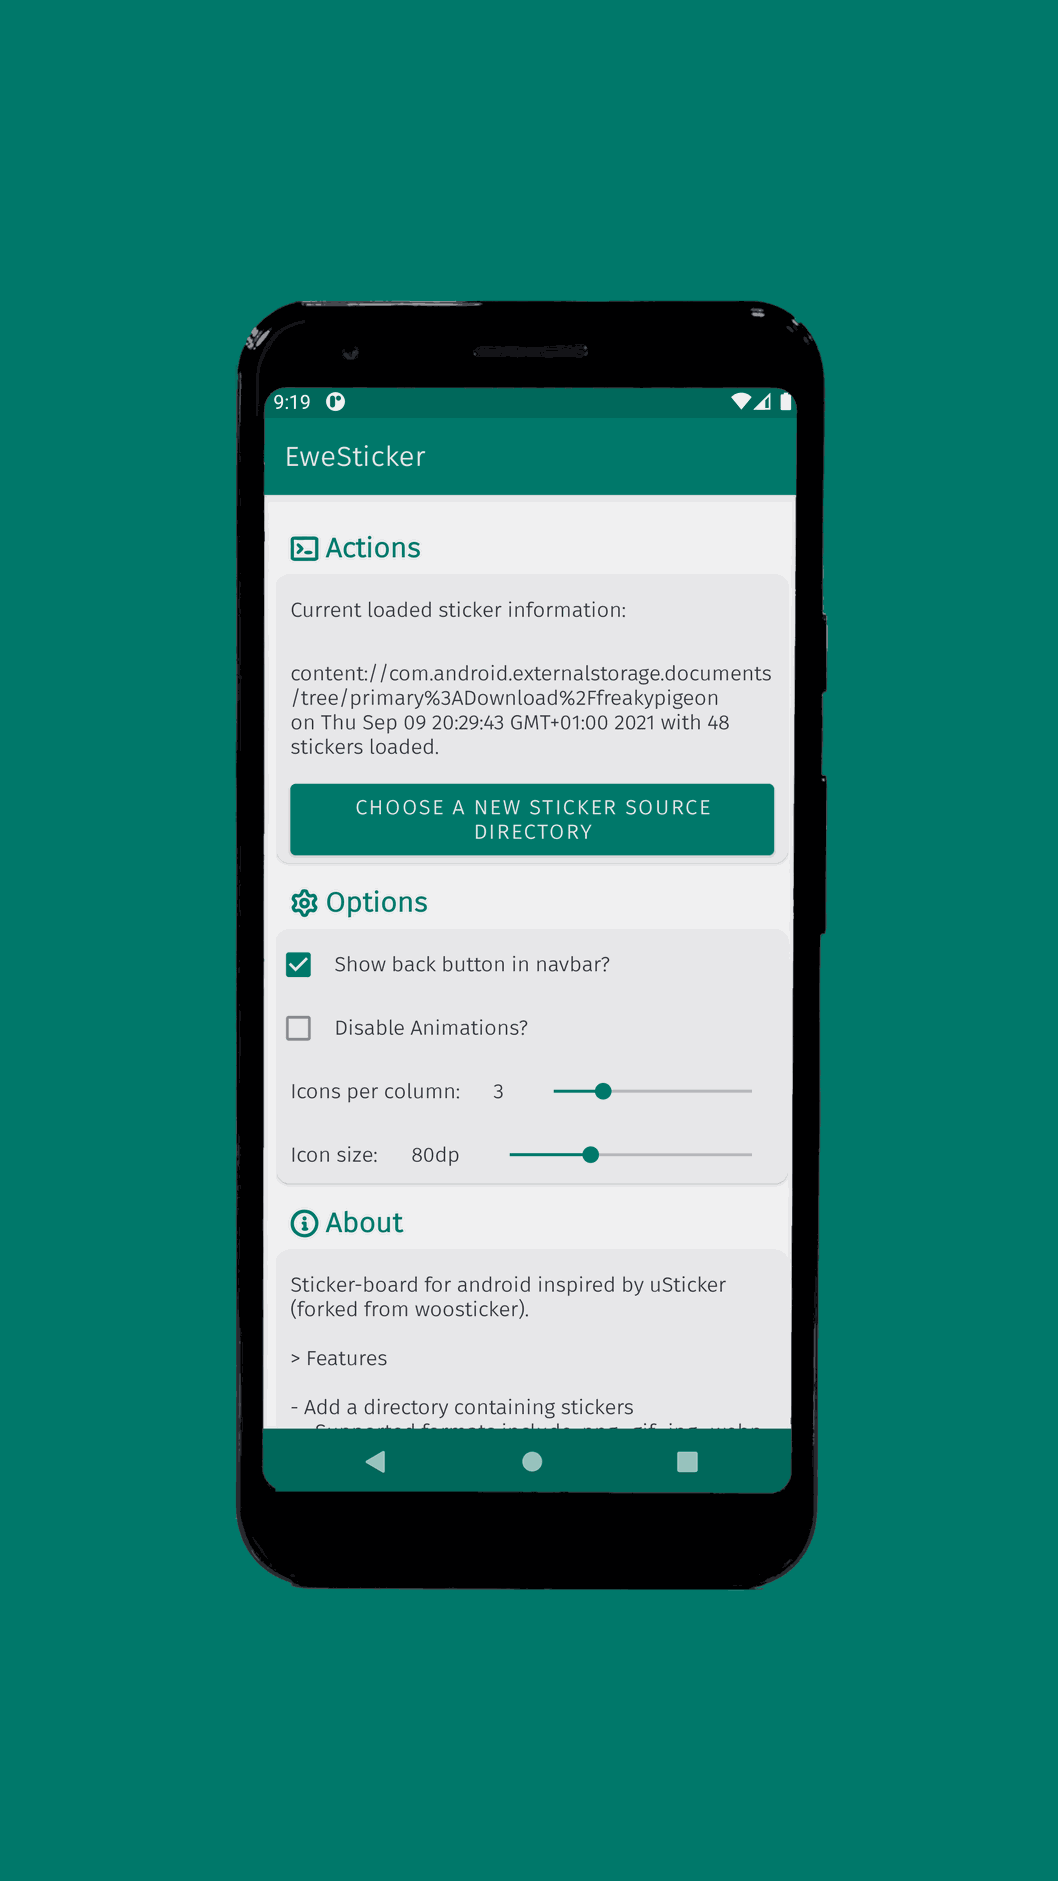 9:19
EweSticker
Actions
Current loaded sticker information:
content://com.android.externalstorage.documents
/tree/primary%3ADownload%2Ffreakypigeon
on Thu Sep 09 20:29:43 GMT+01:00 2021 with 48
stickers loaded.
CHOOSE A NEW STICKER SOURCE
DIRECTORY
Options
Show back button in navbar?
Disable Animations?
Icons per column: 3
Icon size: 80dp
About
Sticker-board for android inspired by uSticker
(forked from woosticker).
> Features
- Add a directory containing stickers